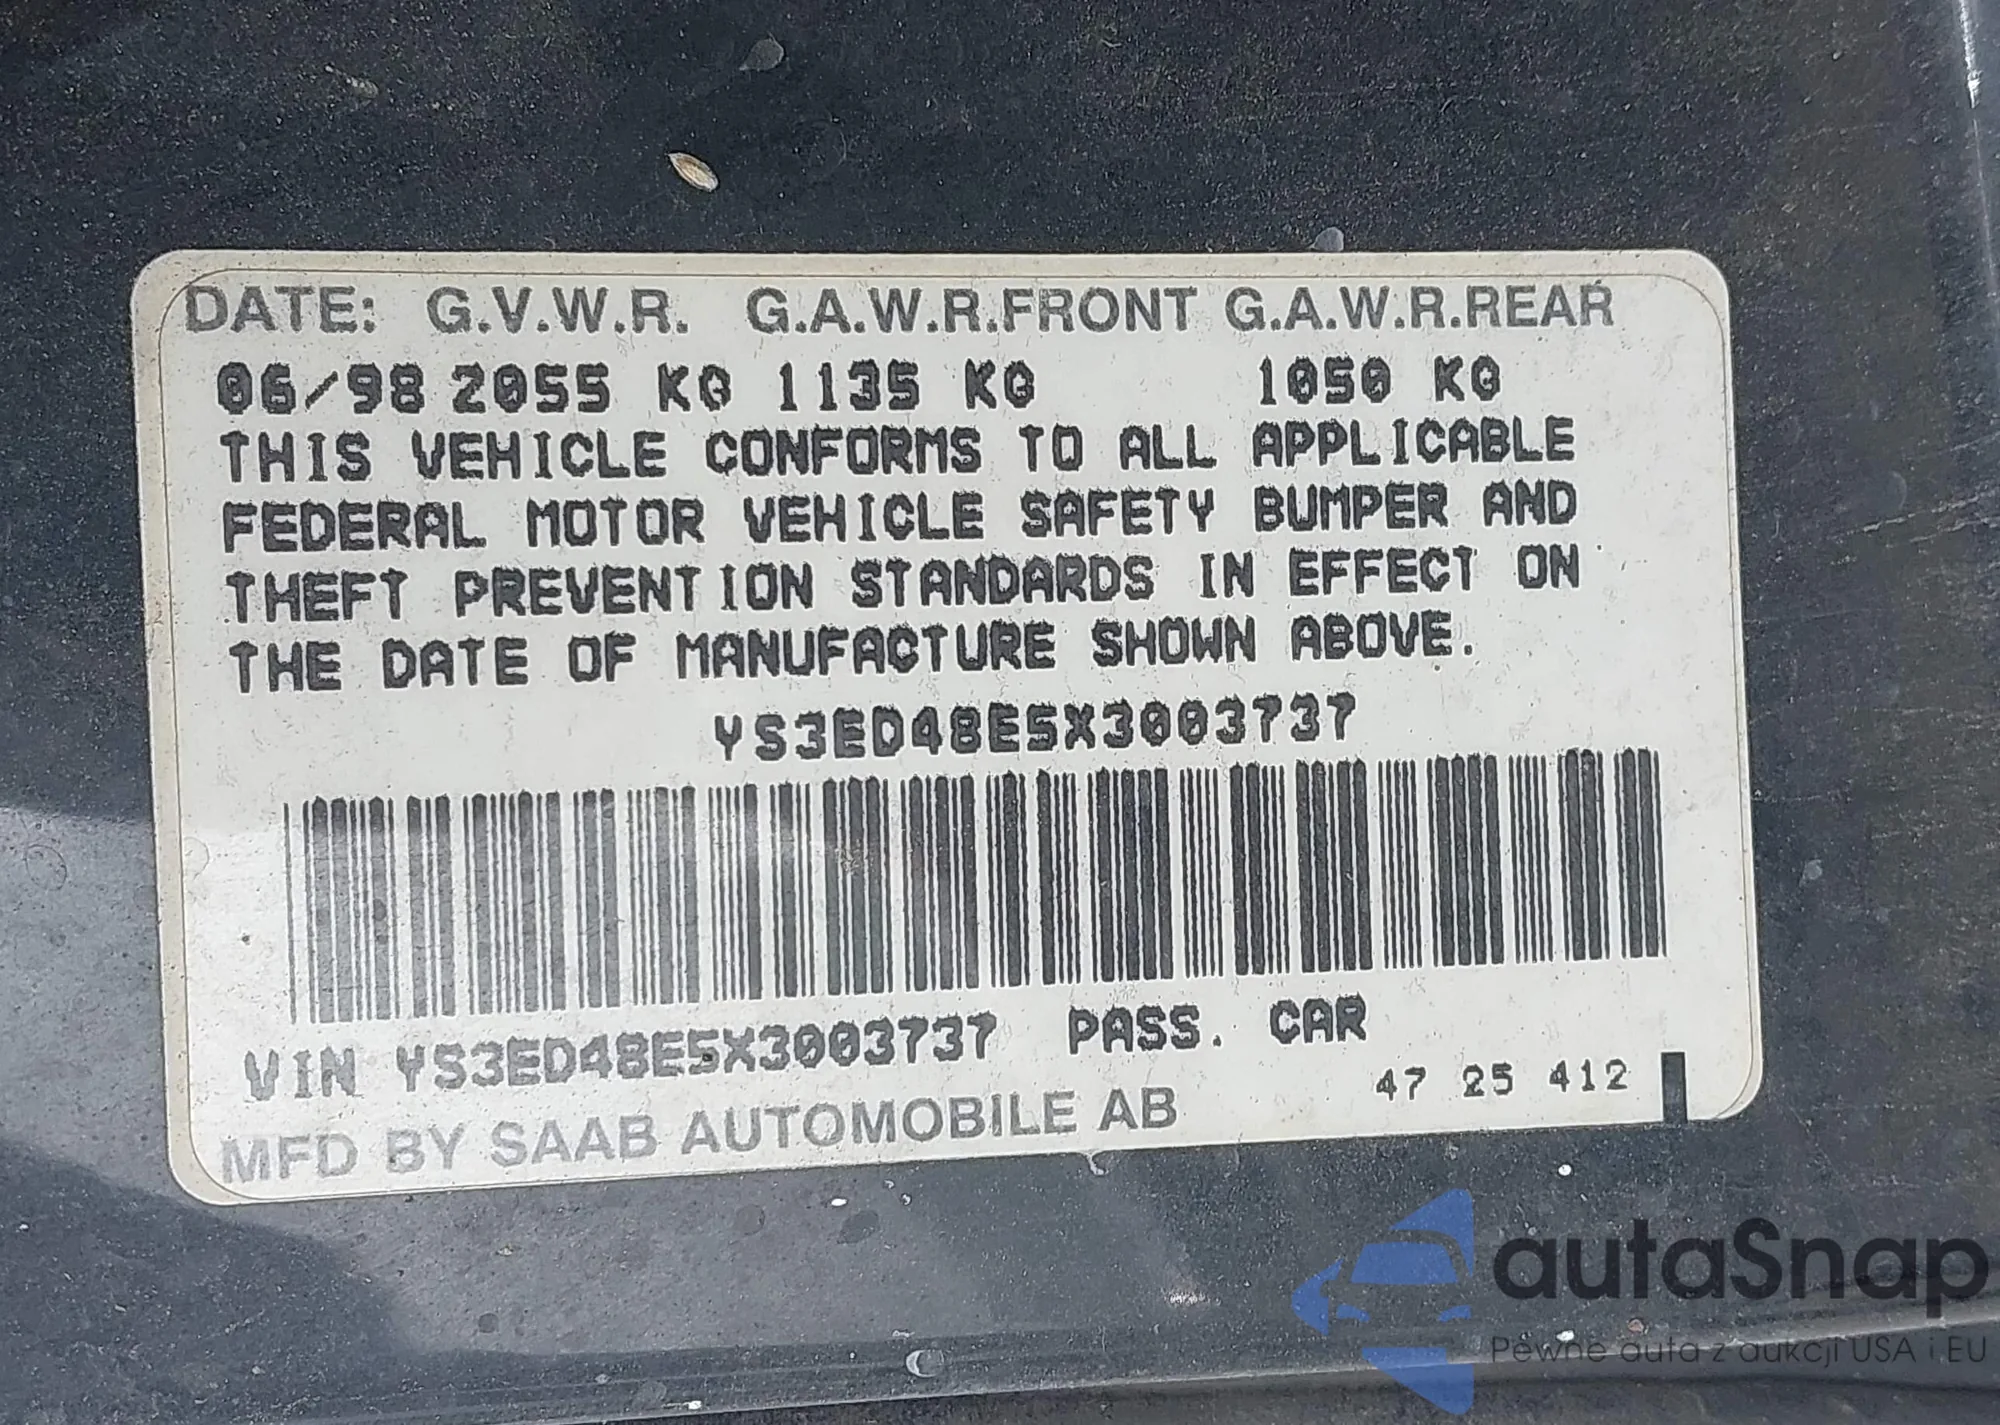 DATE: G.V.W.R. G.A.W.R.FRONT G.A.W.R.REAR
06/98 2055 KG 1135 KG 1050 KG
THIS VEHICLE CONFORMS TO ALL APPLICABLE
FEDERAL MOTOR VEHICLE SAFETY BUMPER AND
THEFT PREVENTION STANDARDS IN EFFECT ON
THE DATE OF MANUFACTURE SHOWN ABOVE.
YS3ED48E5X3003737
VIN YS3ED48E5X3003737 PASS. CAR
47 25 412
MFD BY SAAB AUTOMOBILE AB
autaSnap
Pewne auta z aukcji USA i EU